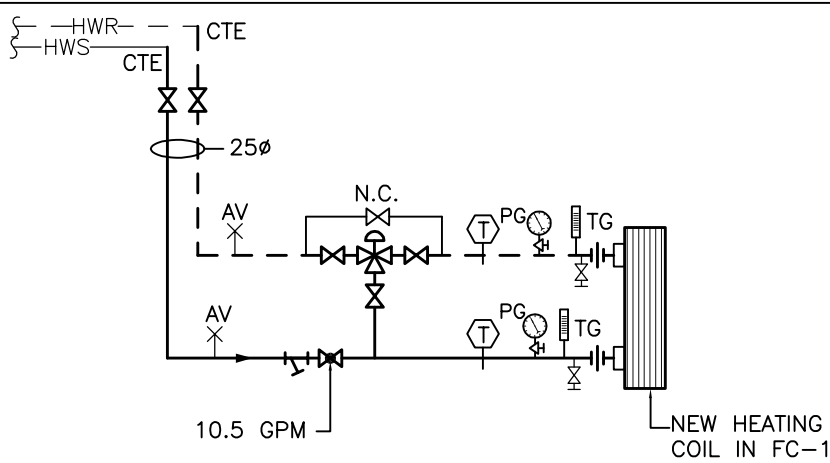 HWR
CTE
HWS
CTE
25ø
N.C.
AV
T
PG
TG
AV
T
PG
TG
10.5 GPM
NEW HEATING
COIL IN FC-1